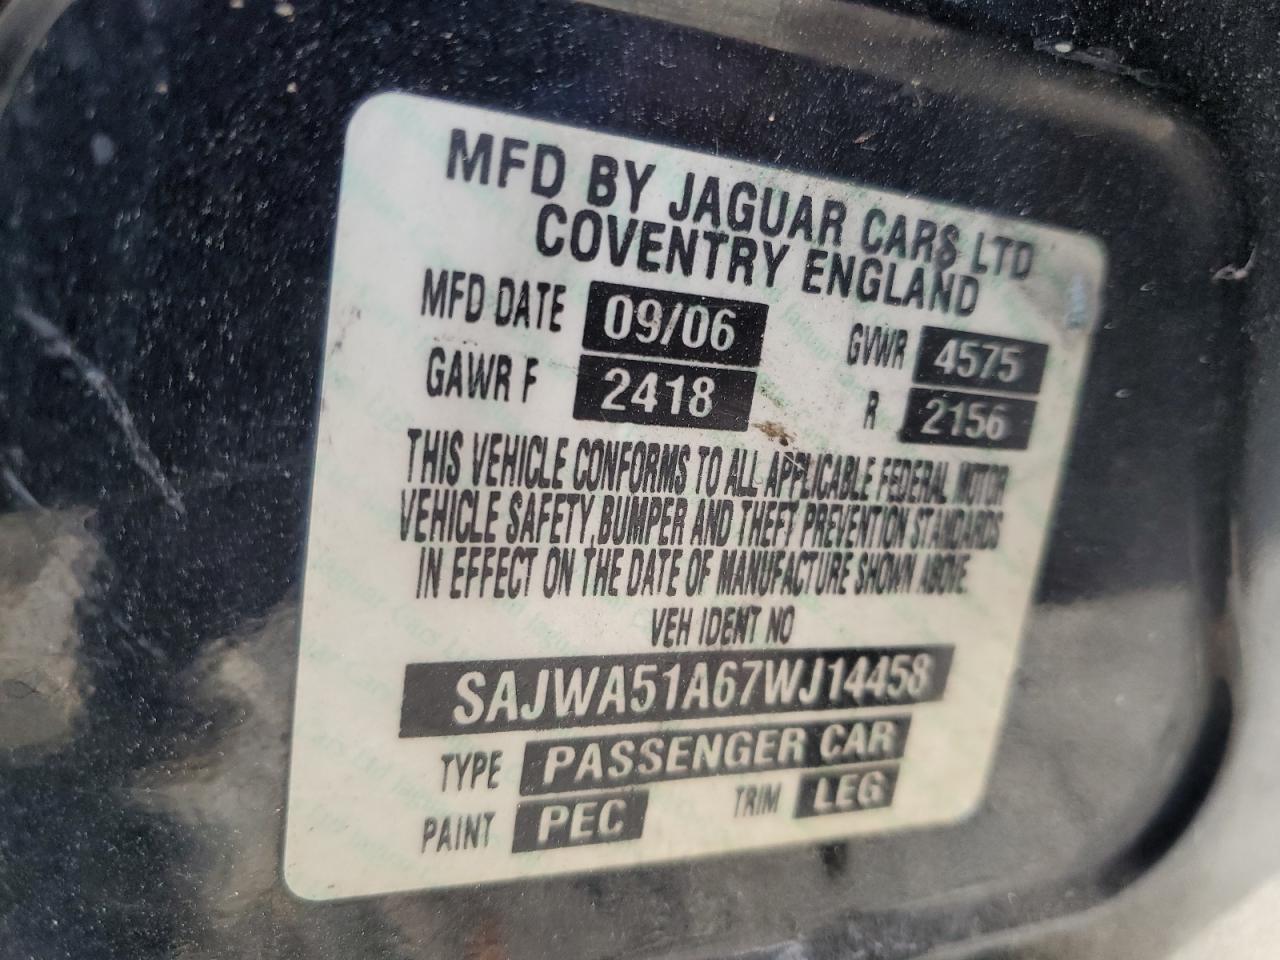 MFD BY JAGUAR CARS LTD
COVENTRY ENGLAND
MFD DATE 09/06 GVWR 4575
GAWR F 2418 R 2156
THIS VEHICLE CONFORMS TO ALL APPLICABLE FEDERAL MOTOR
VEHICLE SAFETY, BUMPER AND THEFT PREVENTION STANDARDS
IN EFFECT ON THE DATE OF MANUFACTURE SHOWN ABOVE.
VEH IDENT NO
SAJWA51A67WJ14458
TYPE PASSENGER CAR
PAINT PEC TRIM LEG